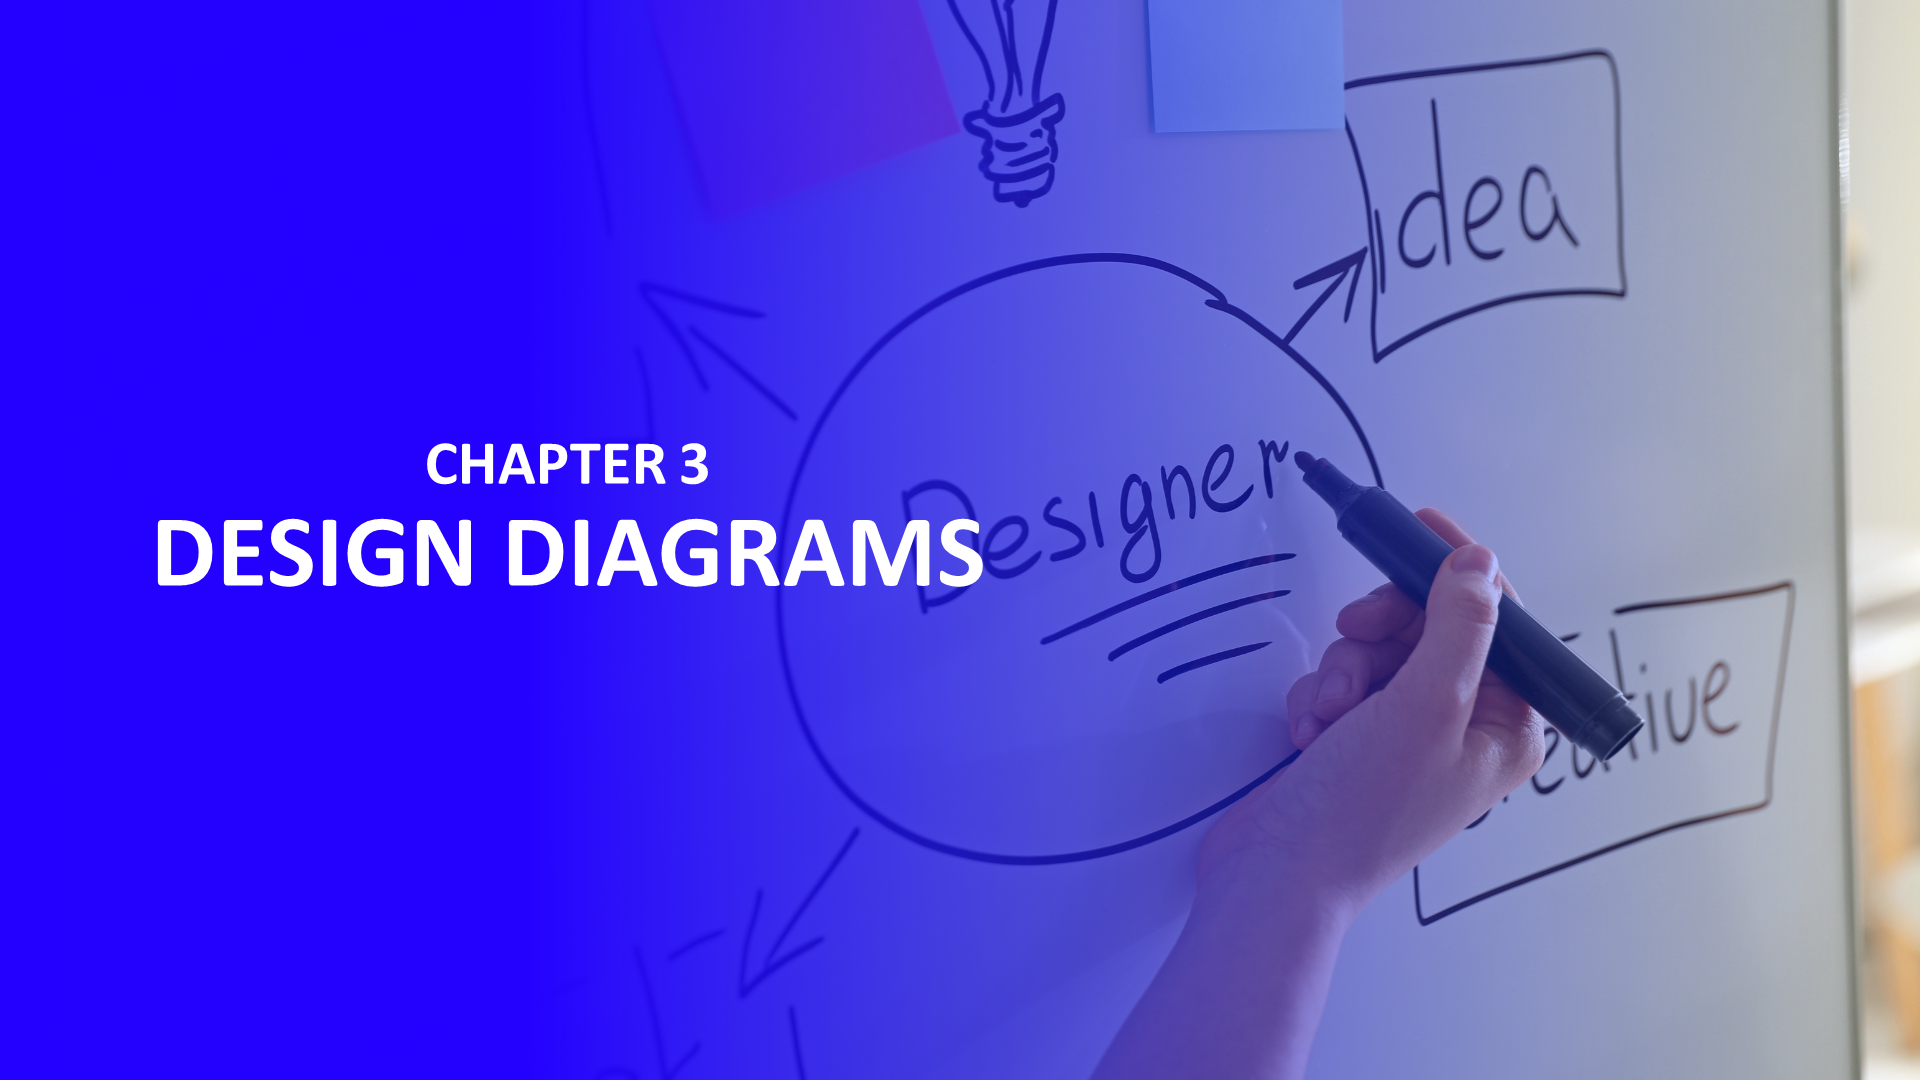 CHAPTER 3
DESIGN DIAGRAMS
Idea
Designer